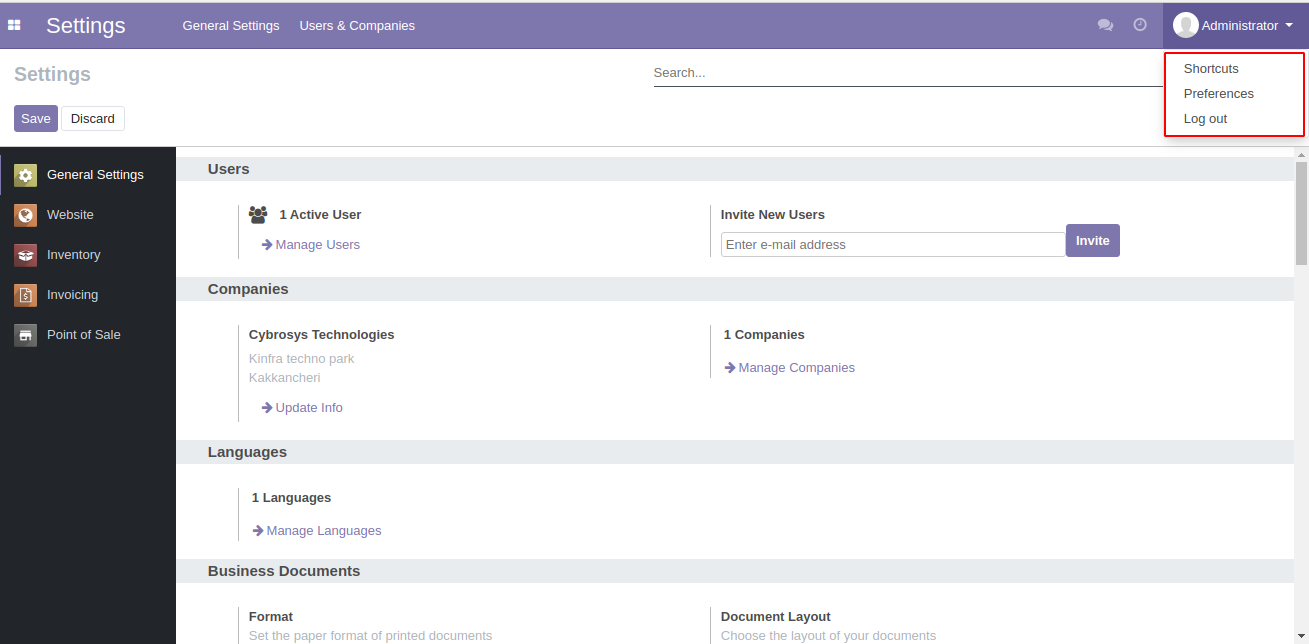 Settings
General Settings
Users & Companies
Administrator
Shortcuts
Preferences
Log out
Settings
Search...
Save
Discard
General Settings
Website
Inventory
Invoicing
Point of Sale
Users
1 Active User
Manage Users
Invite New Users
Enter e-mail address
Invite
Companies
Cybrosys Technologies
Kinfra techno park
Kakkancheri
Update Info
1 Companies
Manage Companies
Languages
1 Languages
Manage Languages
Business Documents
Format
Set the paper format of printed documents
Document Layout
Choose the layout of your documents